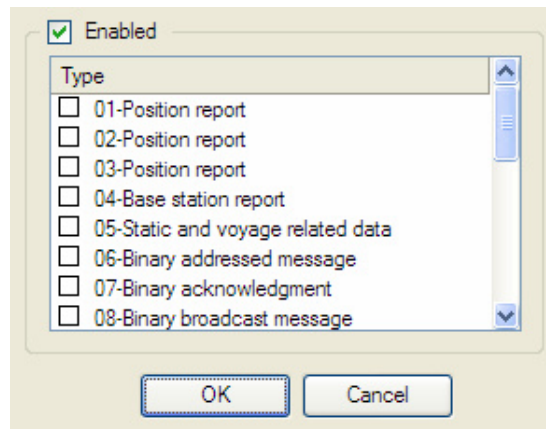 Enabled
Type
01-Position report
02-Position report
03-Position report
04-Base station report
05-Static and voyage related data
06-Binary addressed message
07-Binary acknowledgment
08-Binary broadcast message
OK Cancel